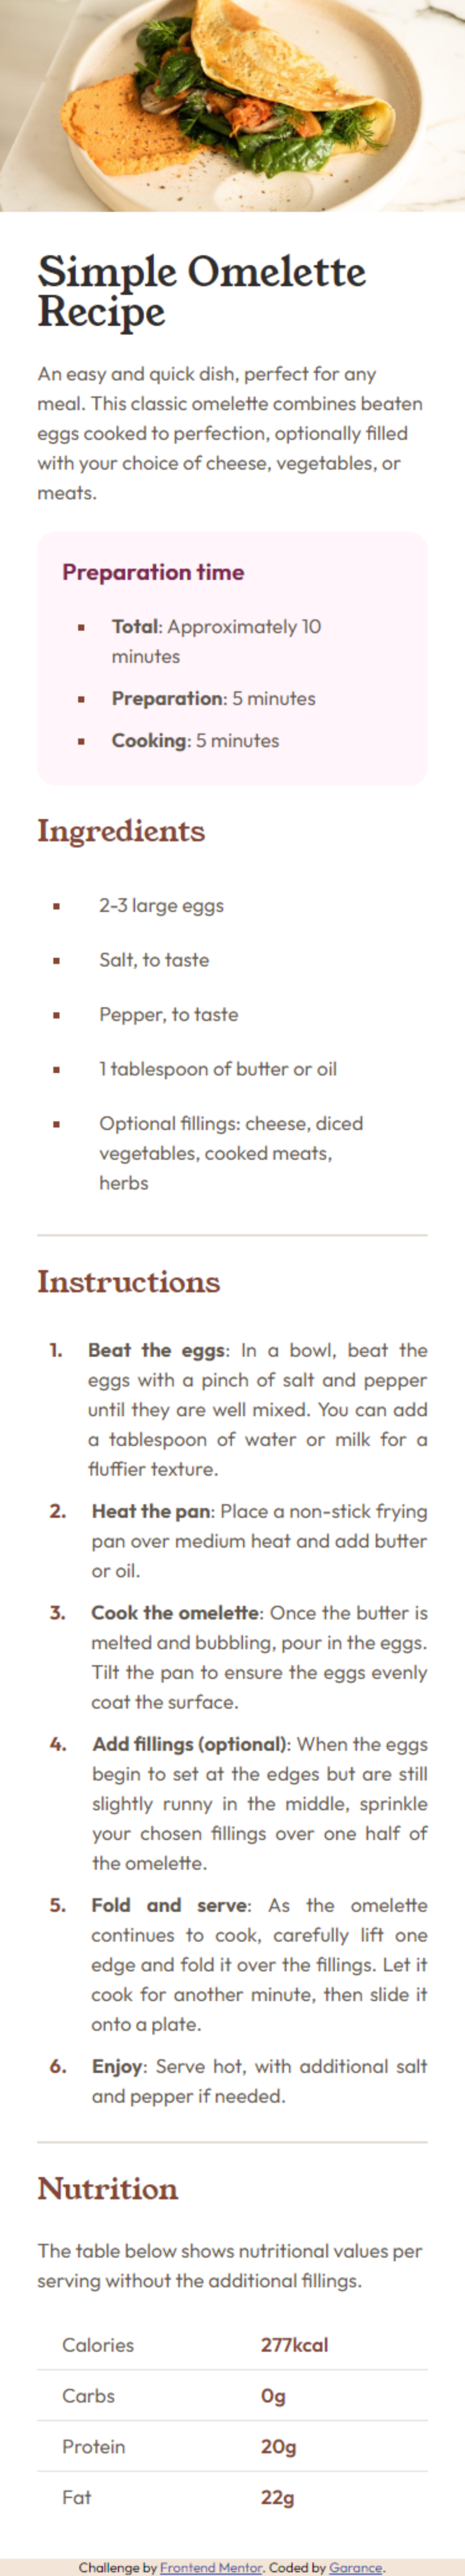 Simple Omelette
Recipe
An easy and quick dish, perfect for any
meal. This classic omelette combines beaten
eggs cooked to perfection, optionally filled
with your choice of cheese, vegetables, or
meats.
Preparation time
Total: Approximately 10
minutes
Preparation: 5 minutes
Cooking: 5 minutes
Ingredients
2-3 large eggs
Salt, to taste
Pepper, to taste
1 tablespoon of butter or oil
Optional fillings: cheese, diced
vegetables, cooked meats,
herbs
Instructions
1. Beat the eggs: In a bowl, beat the
eggs with a pinch of salt and pepper
until they are well mixed. You can add
a tablespoon of water or milk for a
fluffier texture.
2. Heat the pan: Place a non-stick frying
pan over medium heat and add butter
or oil.
3. Cook the omelette: Once the butter is
melted and bubbling, pour in the eggs.
Tilt the pan to ensure the eggs evenly
coat the surface.
4. Add fillings (optional): When the eggs
begin to set at the edges but are still
slightly runny in the middle, sprinkle
your chosen fillings over one half of
the omelette.
5. Fold and serve: As the omelette
continues to cook, carefully lift one
edge and fold it over the fillings. Let it
cook for another minute, then slide it
onto a plate.
6. Enjoy: Serve hot, with additional salt
and pepper if needed.
Nutrition
The table below shows nutritional values per
serving without the additional fillings.
Calories 277kcal
Carbs 0g
Protein 20g
Fat 22g
Challenge by Frontend Mentor. Coded by Garance.